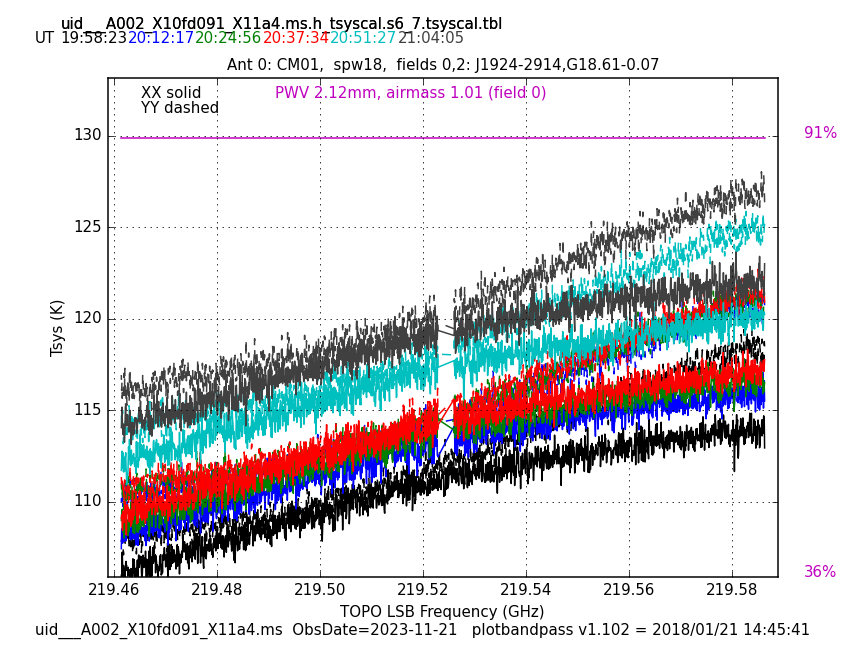 uid___A002_X10fd091_X11a4.ms.h_tsyscal.s6_7.tsyscal.tbl
UT 19:58:23 20:12:17 20:24:56 20:37:34 20:51:27 21:04:05
Ant 0: CM01, spw18, fields 0,2: J1924-2914,G18.61-0.07
XX solid PWV 2.12mm, airmass 1.01 (field 0)
YY dashed
130
91%
125
120
Tsys (K)
115
110
36%
219.46 219.48 219.50 219.52 219.54 219.56 219.58
TOPO LSB Frequency (GHz)
uid___A002_X10fd091_X11a4.ms ObsDate=2023-11-21 plotbandpass v1.102 = 2018/01/21 14:45:41